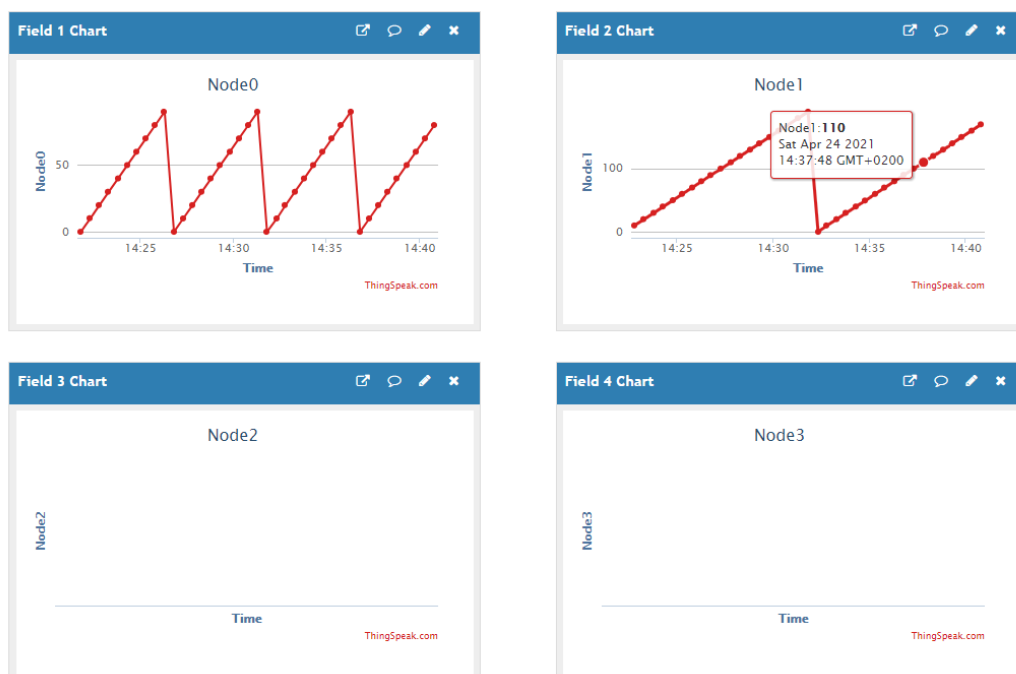 Field 1 Chart
Node0
Node0
50
0
14:25 14:30 14:35 14:40
Time
ThingSpeak.com
Field 2 Chart
Node1
Node1
100
0
Node1:110
Sat Apr 24 2021
14:37:48 GMT+0200
14:25 14:30 14:35 14:40
Time
ThingSpeak.com
Field 3 Chart
Node2
Node2
Time
ThingSpeak.com
Field 4 Chart
Node3
Node3
Time
ThingSpeak.com